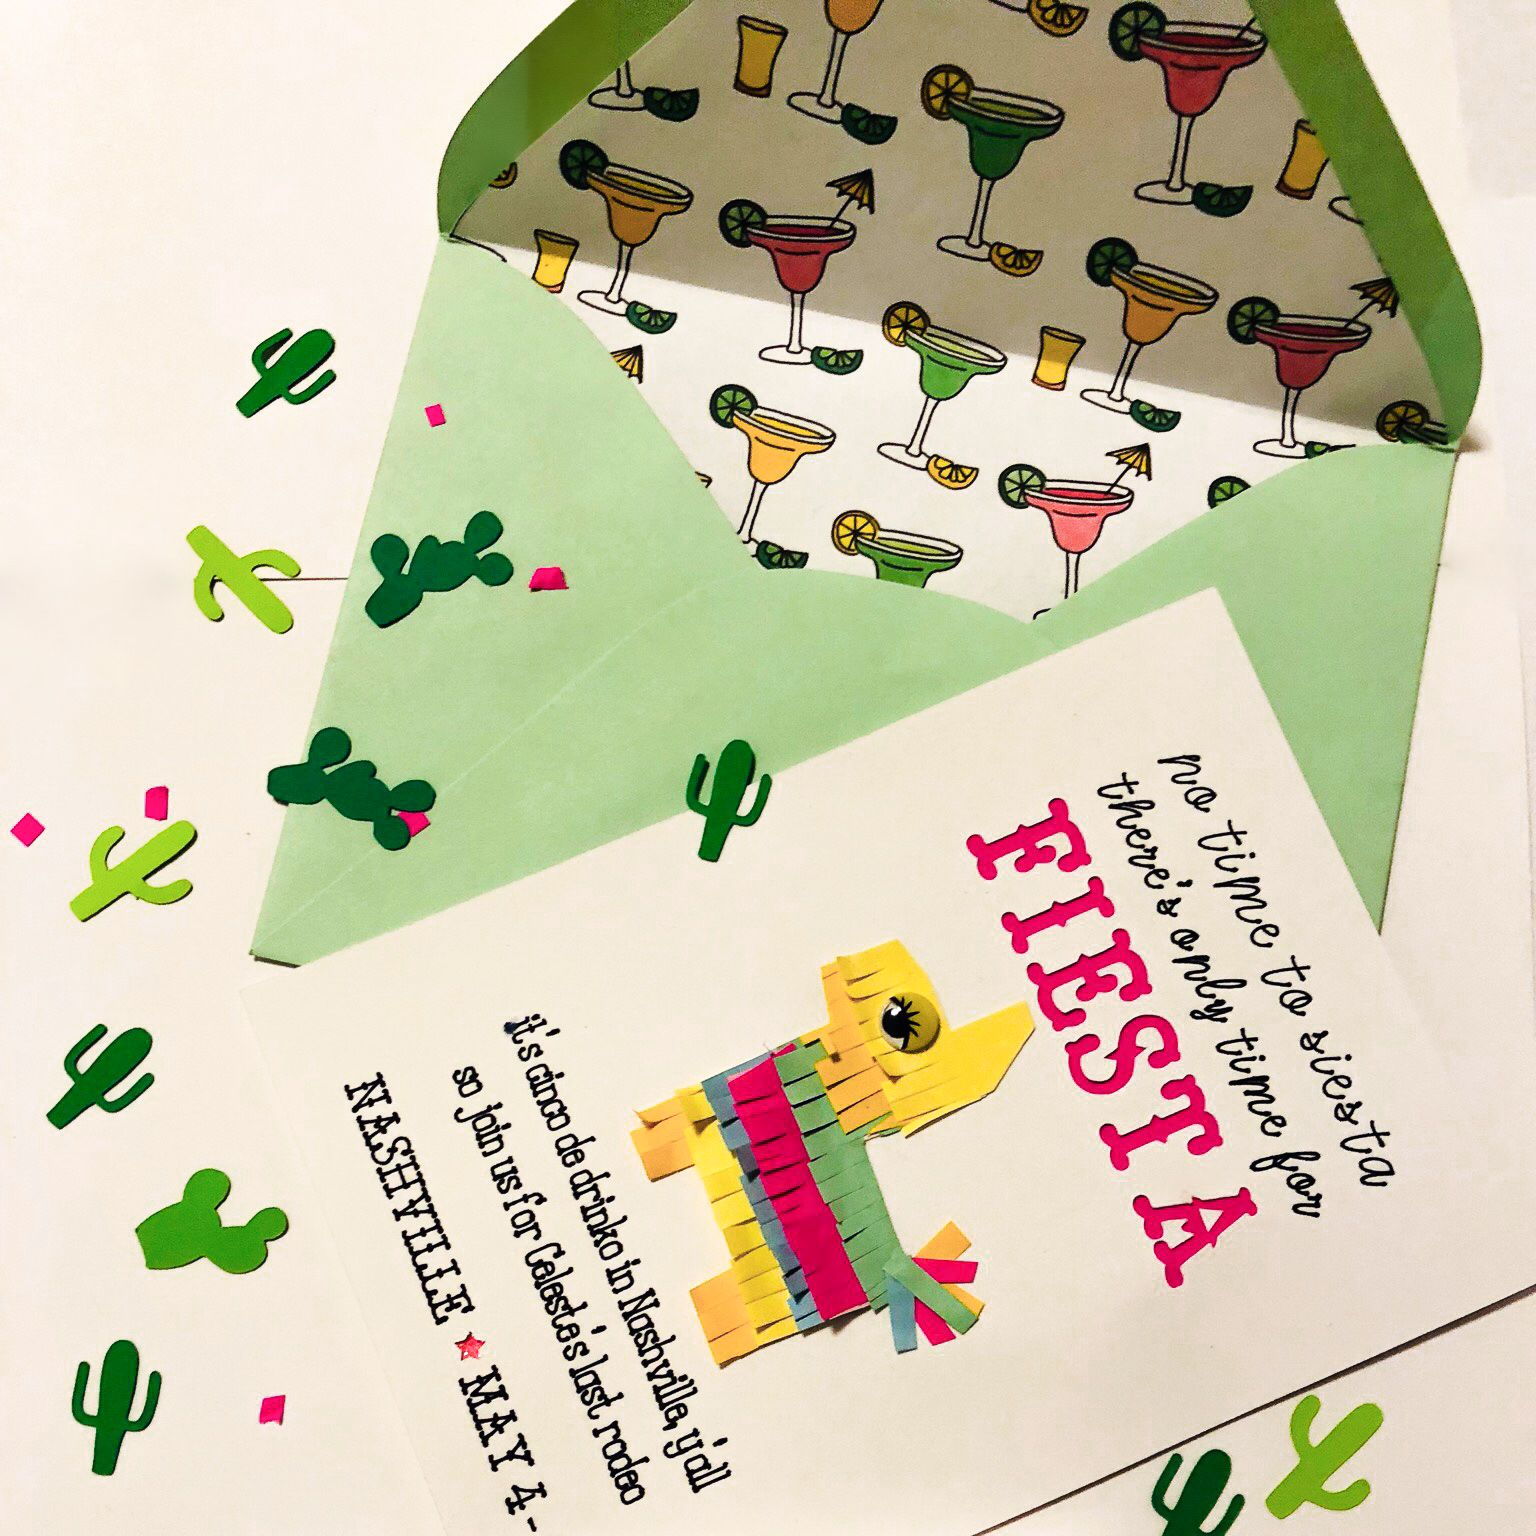 no time to siesta
there's only time for
FIESTA
it's cinco de drinko in Nashville, y'all
so join us for Celeste's last rodeo
NASHVILLE ★ MAY 4-